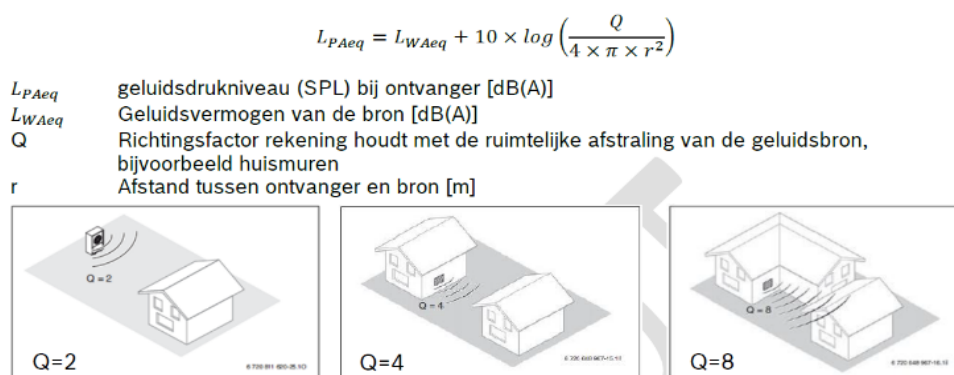 L_PAeq = L_WAeq + 10 × log (Q / (4 × π × r²))
L_PAeq geluidsdrukniveau (SPL) bij ontvanger [dB(A)]
L_WAeq Geluidsvermogen van de bron [dB(A)]
Q Richtingsfactor rekening houdt met de ruimtelijke afstraling van de geluidsbron,
bijvoorbeeld huismuren
r Afstand tussen ontvanger en bron [m]
Q=2
Q=2
Q=4
Q=4
Q=8
Q=8